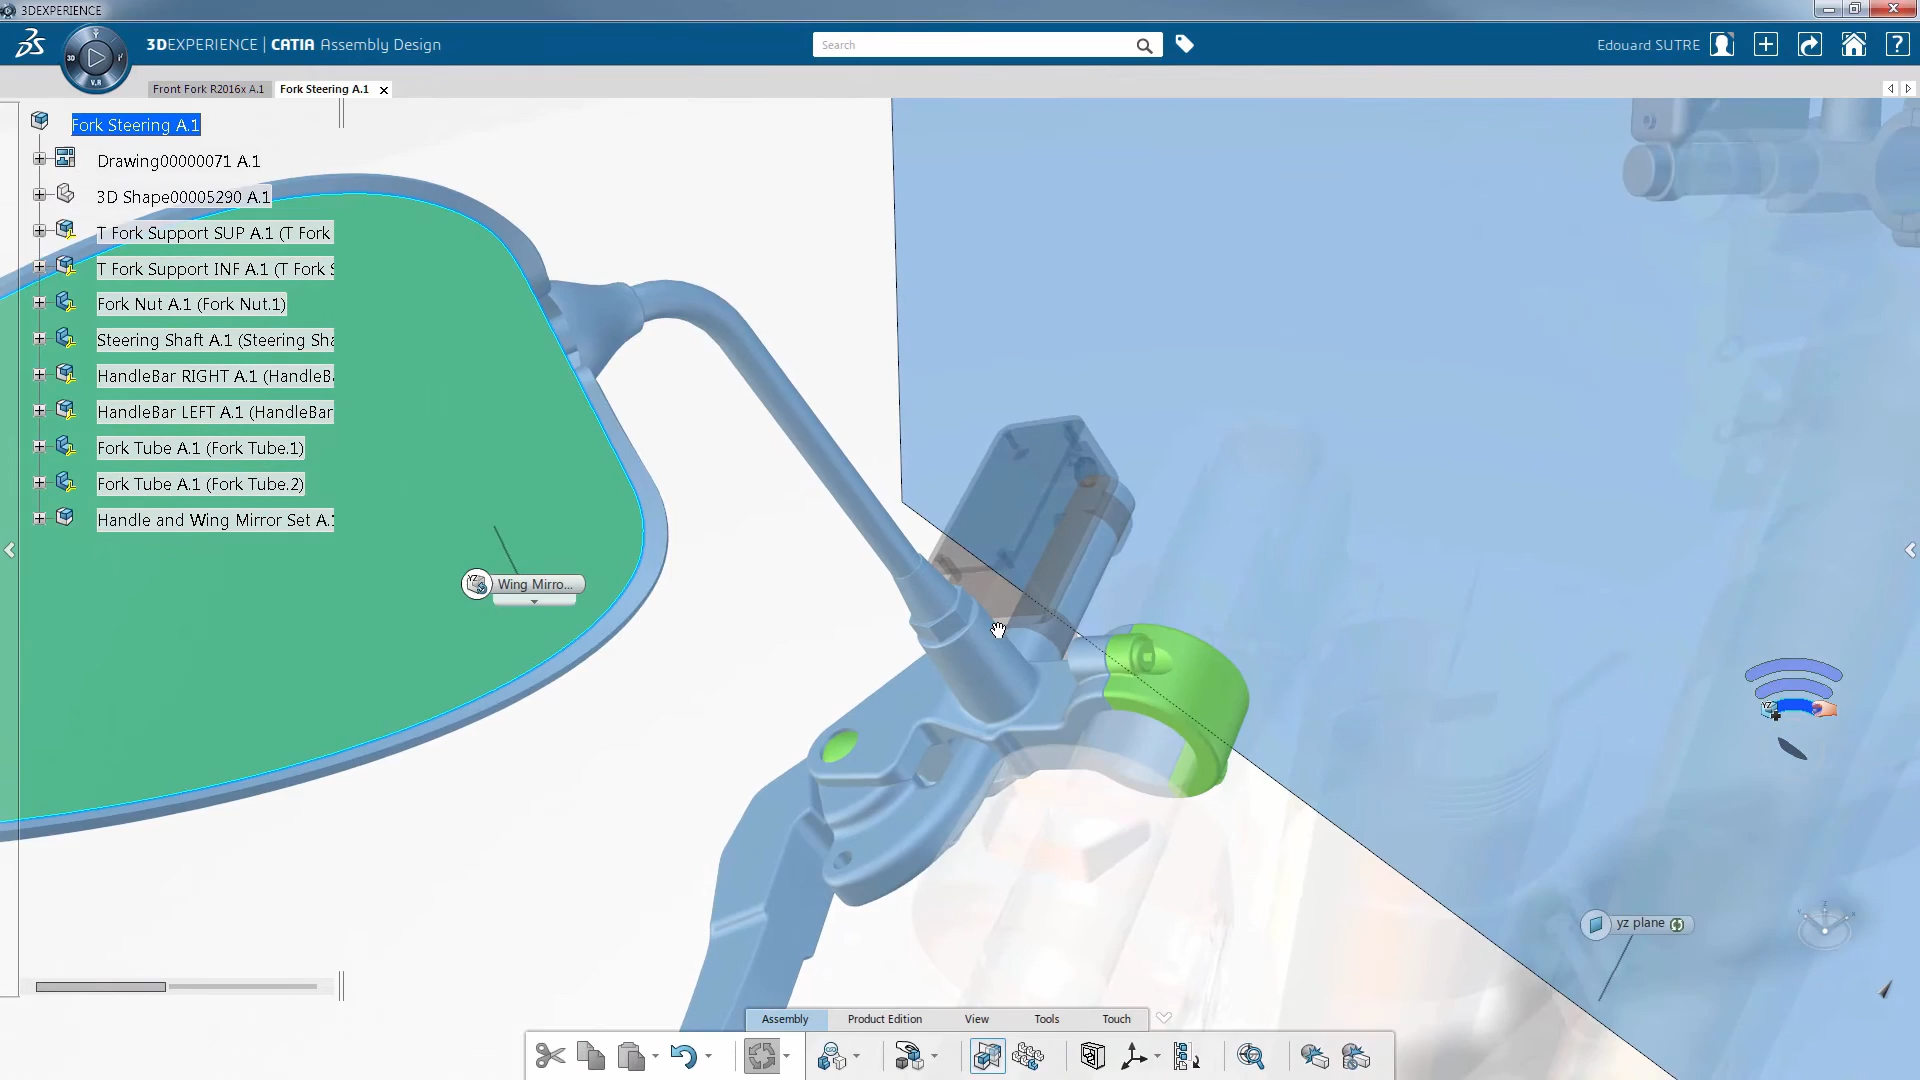 3DEXPERIENCE
3DEXPERIENCE | CATIA Assembly Design
Search
Edouard SUTRE
3D
V.R
Front Fork R2016x A.1
Fork Steering A.1
Fork Steering A.1
Drawing00000071 A.1
3D Shape00005290 A.1
T Fork Support SUP A.1 (T Fork
T Fork Support INF A.1 (T Fork S
Fork Nut A.1 (Fork Nut.1)
Steering Shaft A.1 (Steering Sha
HandleBar RIGHT A.1 (HandleBa
HandleBar LEFT A.1 (HandleBar
Fork Tube A.1 (Fork Tube.1)
Fork Tube A.1 (Fork Tube.2)
Handle and Wing Mirror Set A.1
YZ
Wing Mirro...
YZ
yz plane
Assembly
Product Edition
View
Tools
Touch